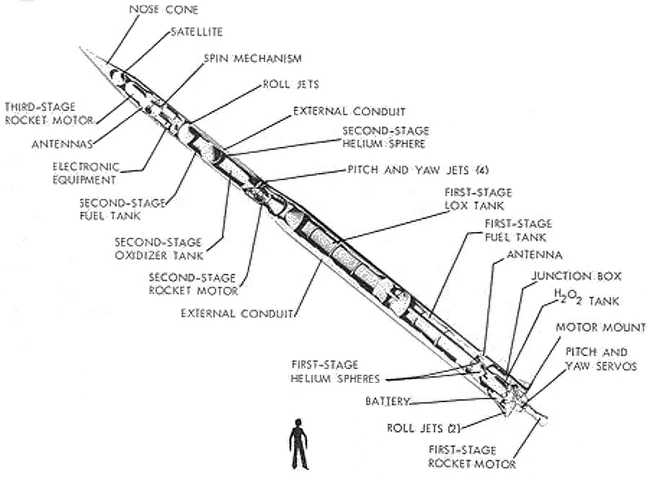 NOSE CONE
SATELLITE
SPIN MECHANISM
ROLL JETS
EXTERNAL CONDUIT
SECOND-STAGE
HELIUM SPHERE
PITCH AND YAW JETS (4)
FIRST-STAGE
LOX TANK
FIRST-STAGE
FUEL TANK
ANTENNA
JUNCTION BOX
H2O2 TANK
MOTOR MOUNT
PITCH AND
YAW SERVOS
THIRD-STAGE
ROCKET MOTOR
ANTENNAS
ELECTRONIC
EQUIPMENT
SECOND-STAGE
FUEL TANK
SECOND-STAGE
OXIDIZER TANK
SECOND-STAGE
ROCKET MOTOR
EXTERNAL CONDUIT
FIRST-STAGE
HELIUM SPHERES
BATTERY
ROLL JETS (2)
FIRST-STAGE
ROCKET MOTOR